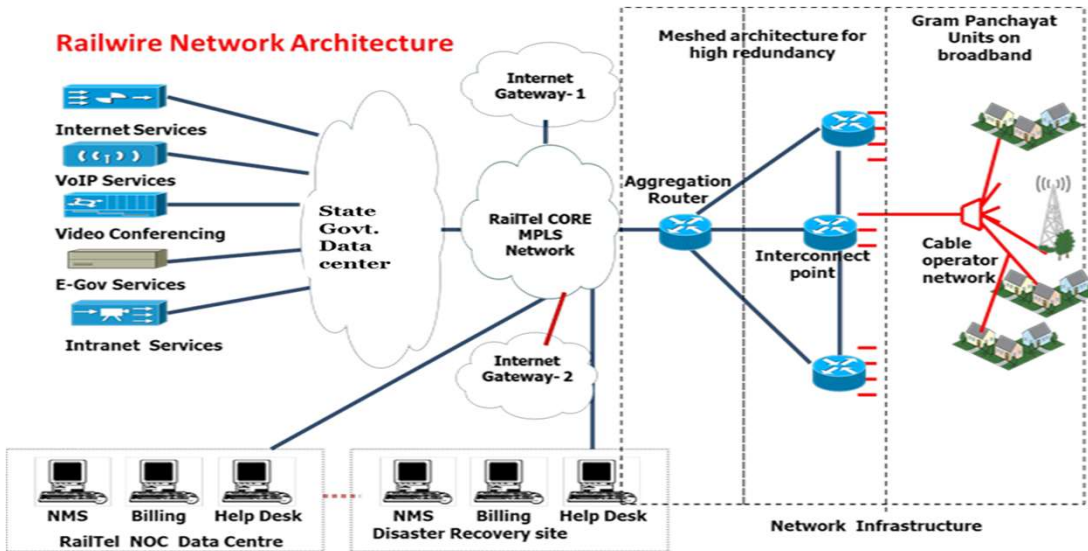 Railwire Network Architecture
Internet Services
VoIP Services
Video Conferencing
E-Gov Services
Intranet Services
State
Govt.
Data
center
Internet
Gateway- 1
RailTel CORE
MPLS
Network
Internet
Gateway- 2
Meshed architecture for
high redundancy
Aggregation
Router
Interconnect
point
Gram Panchayat
Units on
broadband
Cable
operator
network
NMS
Billing
Help Desk
RailTel NOC Data Centre
NMS
Billing
Help Desk
Disaster Recovery site
Network Infrastructure